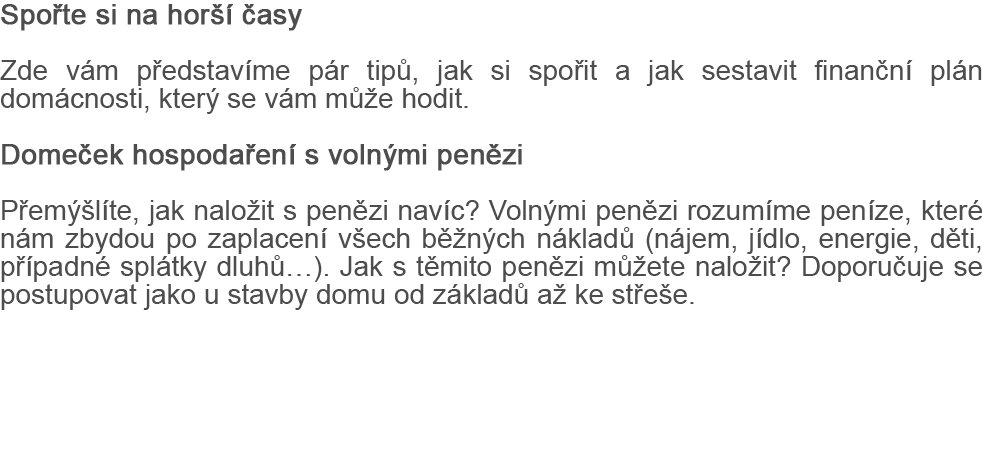 Spořte si na horší časy
Zde vám představíme pár tipů, jak si spořit a jak sestavit finanční plán
domácnosti, který se vám může hodit.
Domeček hospodaření s volnými penězi
Přemýšlíte, jak naložit s penězi navíc? Volnými penězi rozumíme peníze, které
nám zbydou po zaplacení všech běžných nákladů (nájem, jídlo, energie, děti,
případné splátky dluhů…). Jak s těmito penězi můžete naložit? Doporučuje se
postupovat jako u stavby domu od základů až ke střeše.